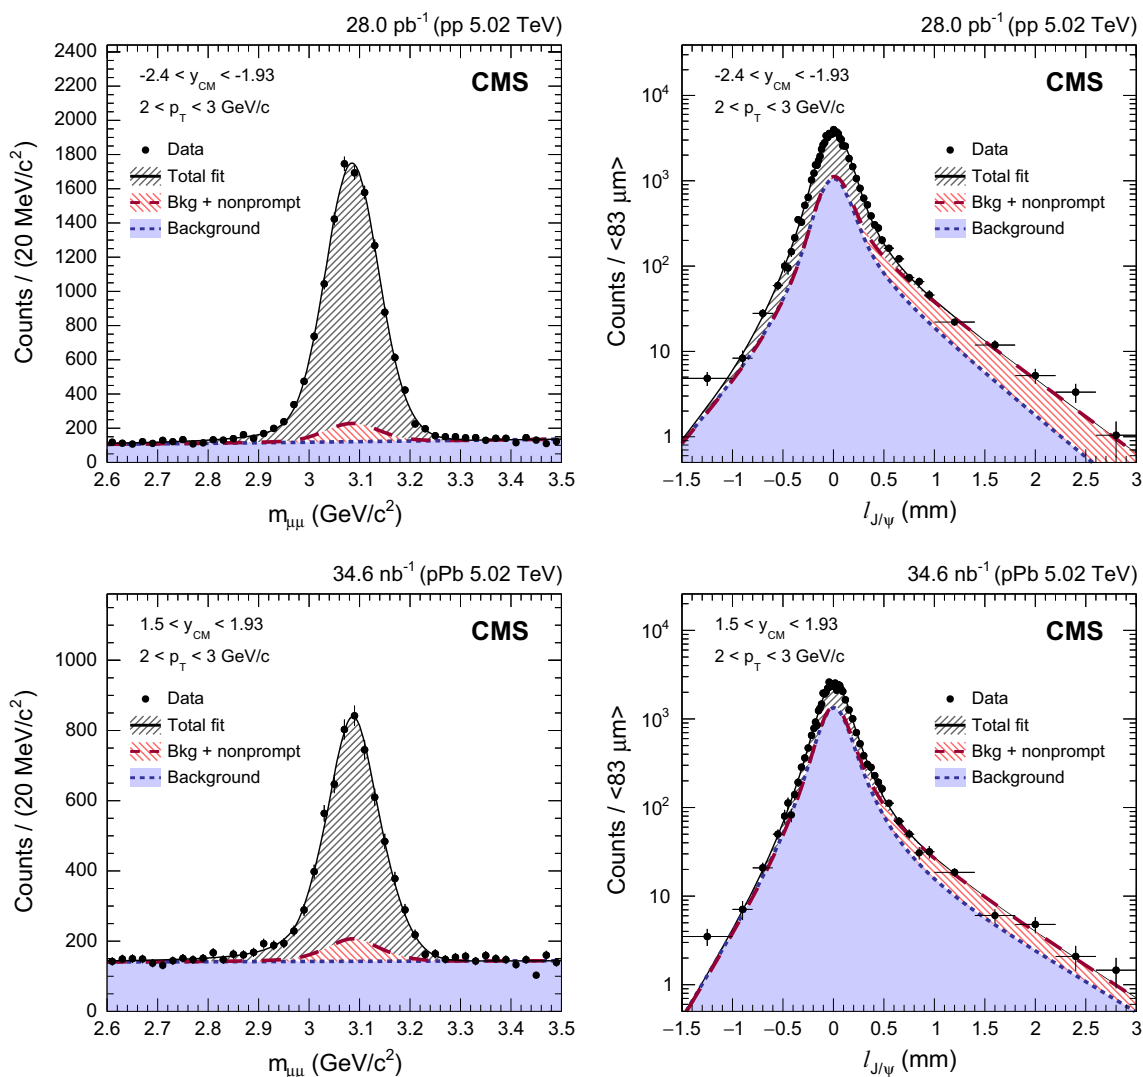 28.0 pb⁻¹ (pp 5.02 TeV)
2400
2200
2000
1800
1600
1400
1200
1000
800
600
400
200
0
Counts / (20 MeV/c²)
-2.4 < y_CM < -1.93
2 < p_T < 3 GeV/c
CMS
Data
Total fit
Bkg + nonprompt
Background
2.6 2.7 2.8 2.9 3 3.1 3.2 3.3 3.4 3.5
m_μμ (GeV/c²)
28.0 pb⁻¹ (pp 5.02 TeV)
10⁴
10³
10²
10
1
Counts / <83 μm>
-2.4 < y_CM < -1.93
2 < p_T < 3 GeV/c
CMS
Data
Total fit
Bkg + nonprompt
Background
−1.5 −1 −0.5 0 0.5 1 1.5 2 2.5 3
l_J/ψ (mm)
34.6 nb⁻¹ (pPb 5.02 TeV)
1000
800
600
400
200
0
Counts / (20 MeV/c²)
1.5 < y_CM < 1.93
2 < p_T < 3 GeV/c
CMS
Data
Total fit
Bkg + nonprompt
Background
2.6 2.7 2.8 2.9 3 3.1 3.2 3.3 3.4 3.5
m_μμ (GeV/c²)
34.6 nb⁻¹ (pPb 5.02 TeV)
10⁴
10³
10²
10
1
Counts / <83 μm>
1.5 < y_CM < 1.93
2 < p_T < 3 GeV/c
CMS
Data
Total fit
Bkg + nonprompt
Background
−1.5 −1 −0.5 0 0.5 1 1.5 2 2.5 3
l_J/ψ (mm)